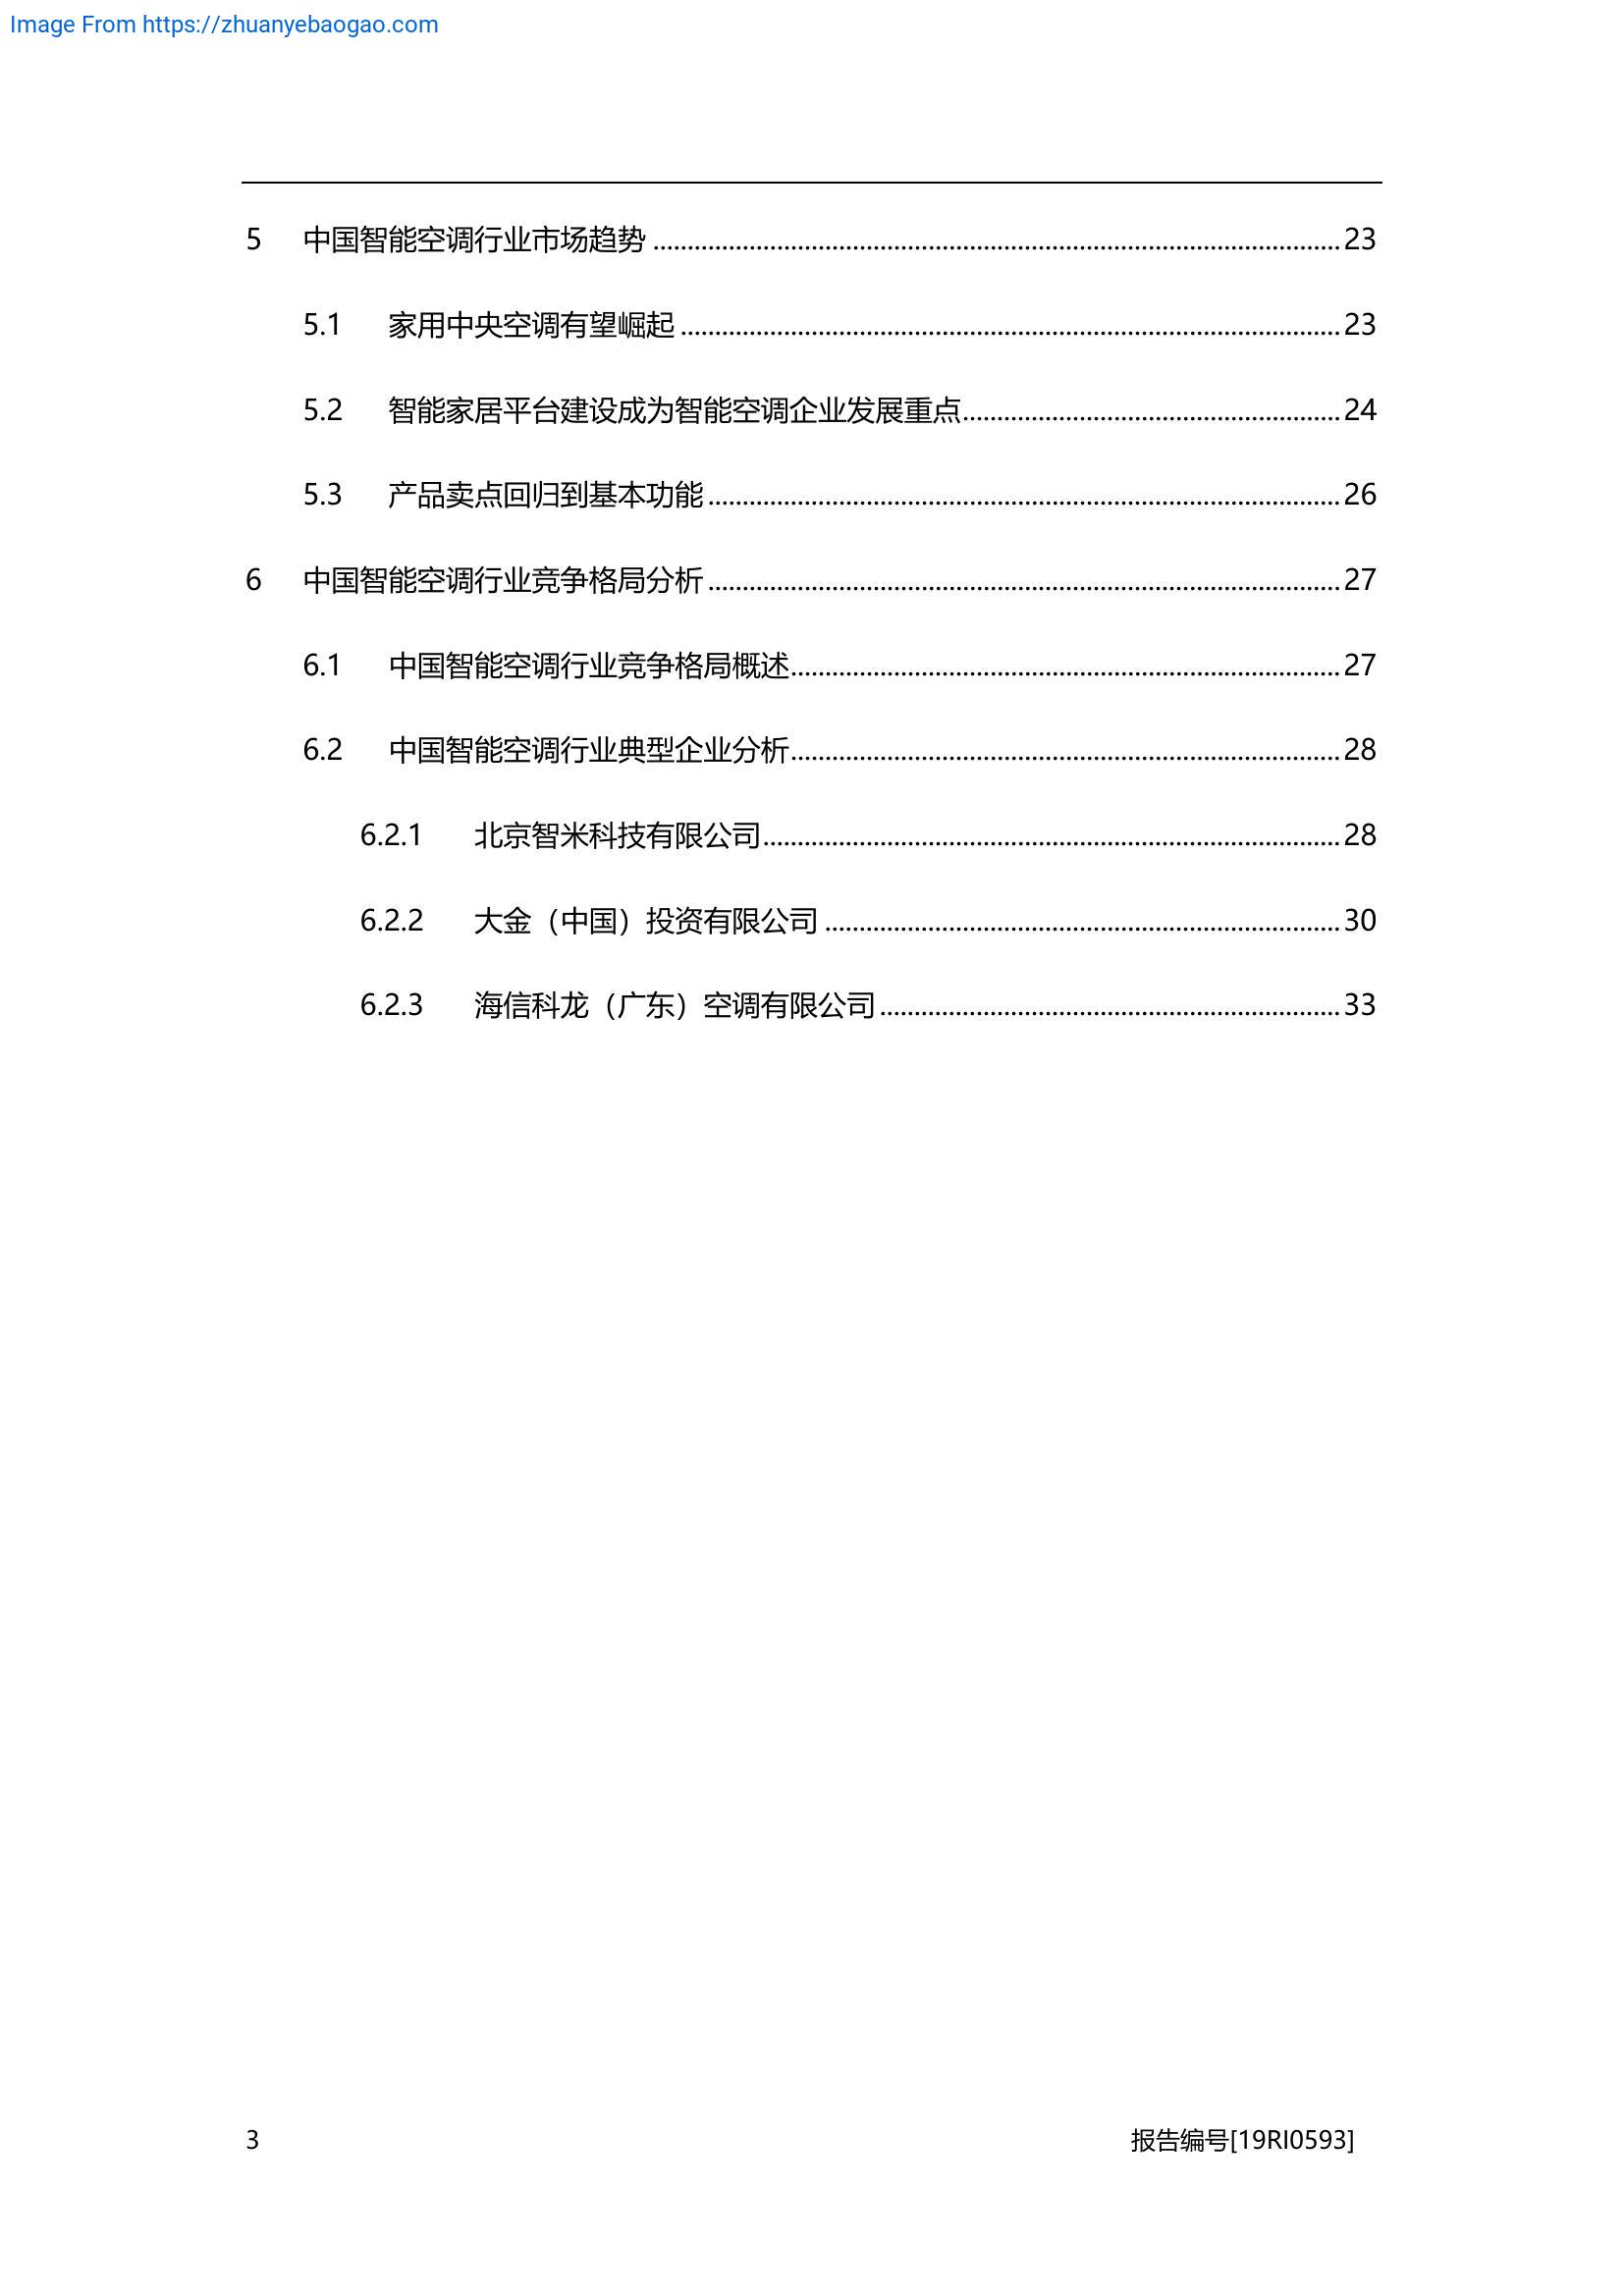 Image From https://zhuanyebaogao.com
5 中国智能空调行业市场趋势 ........................................ 23
5.1 家用中央空调有望崛起 ........................................ 23
5.2 智能家居平台建设成为智能空调企业发展重点 ........................................ 24
5.3 产品卖点回归到基本功能 ........................................ 26
6 中国智能空调行业竞争格局分析 ........................................ 27
6.1 中国智能空调行业竞争格局概述 ........................................ 27
6.2 中国智能空调行业典型企业分析 ........................................ 28
6.2.1 北京智米科技有限公司 ........................................ 28
6.2.2 大金（中国）投资有限公司 ........................................ 30
6.2.3 海信科龙（广东）空调有限公司 ........................................ 33
3 报告编号[19RI0593]